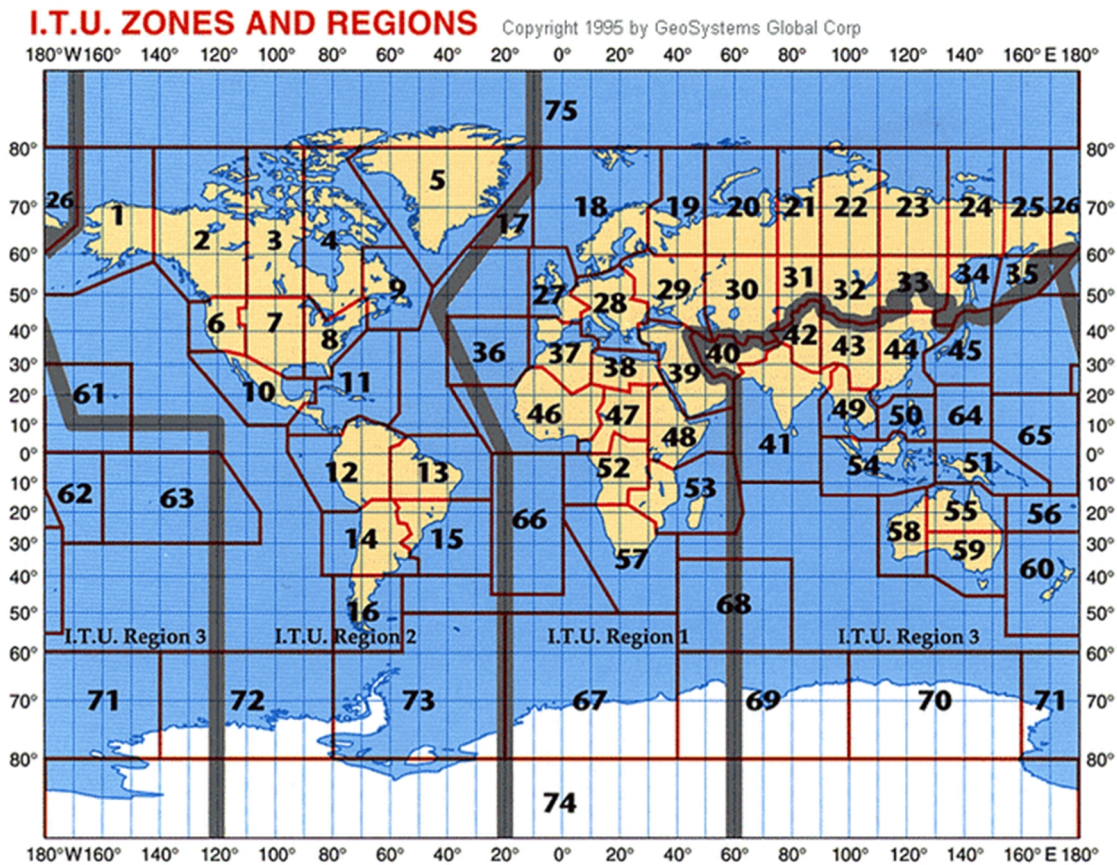 I.T.U. ZONES AND REGIONS Copyright 1995 by GeoSystems Global Corp
180°W 160° 140° 120° 100° 80° 60° 40° 20° 0° 20° 40° 60° 80° 100° 120° 140° 160° E 180°
75
80° 80°
5
26 1 17 18 19 20 21 22 23 24 25 26
70° 70°
2 3 4
60° 60°
9 27 28 29 30 31 32 33 34 35
50° 50°
6 7 8
40° 40°
36 37 38 39 40 42 43 44 45
30° 30°
61 10 11
20° 20°
46 47 48 49 50 64 65
10° 10°
41
0° 0°
12 13 52 53 54 51
62 63
10° 10°
66 55 56
20° 20°
14 15 58 59
30° 30°
57 60
40° 40°
16 68
50° 50°
I.T.U. Region 3 I.T.U. Region 2 I.T.U. Region 1 I.T.U. Region 3
60° 60°
71 72 73 67 69 70 71
70° 70°
80° 80°
74
180°W 160° 140° 120° 100° 80° 60° 40° 20° 0° 20° 40° 60° 80° 100° 120° 140° 160° E 180°